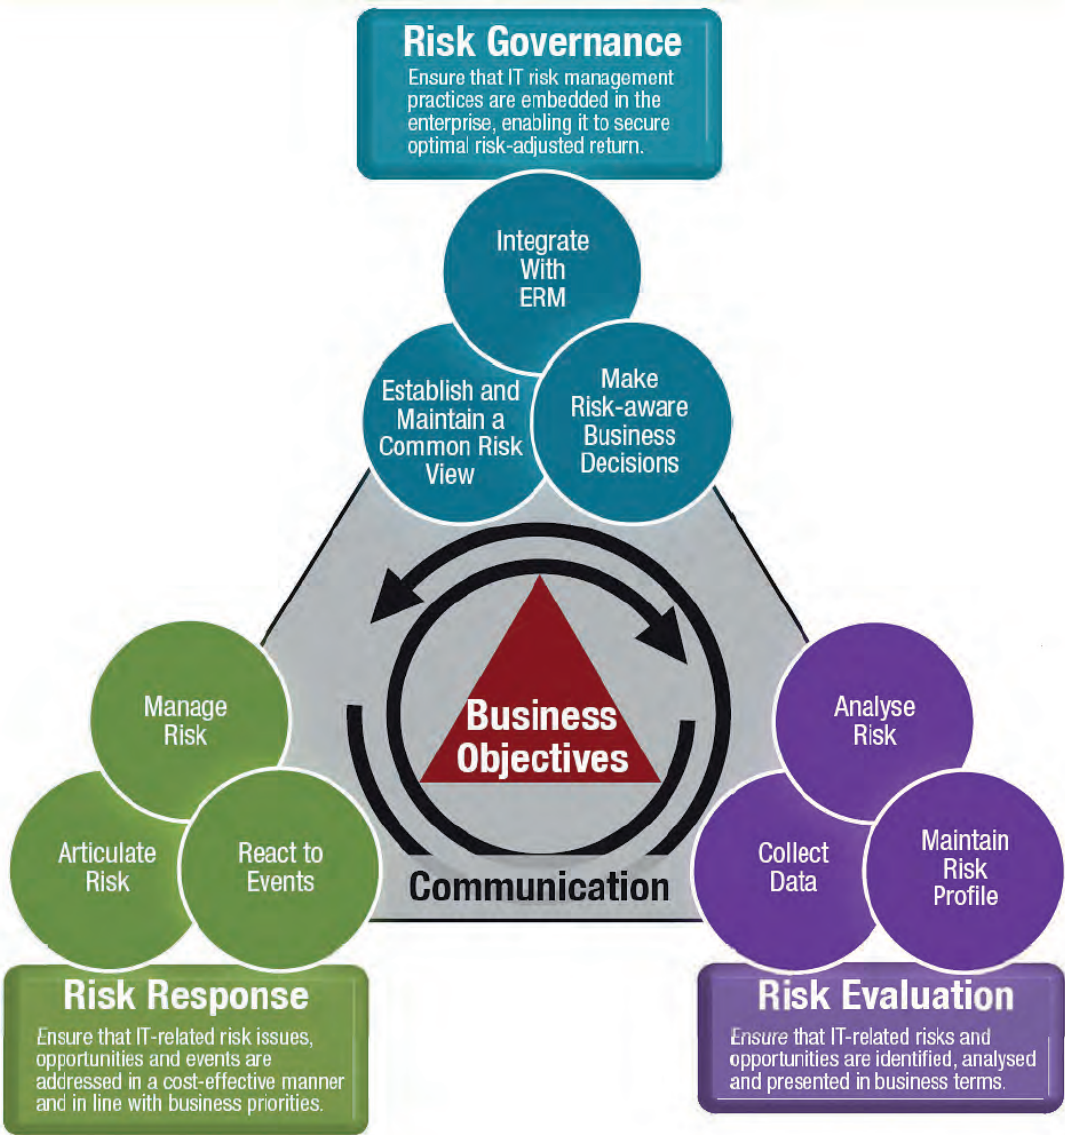 Risk Governance
Ensure that IT risk management
practices are embedded in the
enterprise, enabling it to secure
optimal risk-adjusted return.
Integrate
With
ERM
Establish and
Maintain a
Common Risk
View
Make
Risk-aware
Business
Decisions
Business
Objectives
Communication
Manage
Risk
Articulate
Risk
React to
Events
Risk Response
Ensure that IT-related risk issues,
opportunities and events are
addressed in a cost-effective manner
and in line with business priorities.
Analyse
Risk
Collect
Data
Maintain
Risk
Profile
Risk Evaluation
Ensure that IT-related risks and
opportunities are identified, analysed
and presented in business terms.